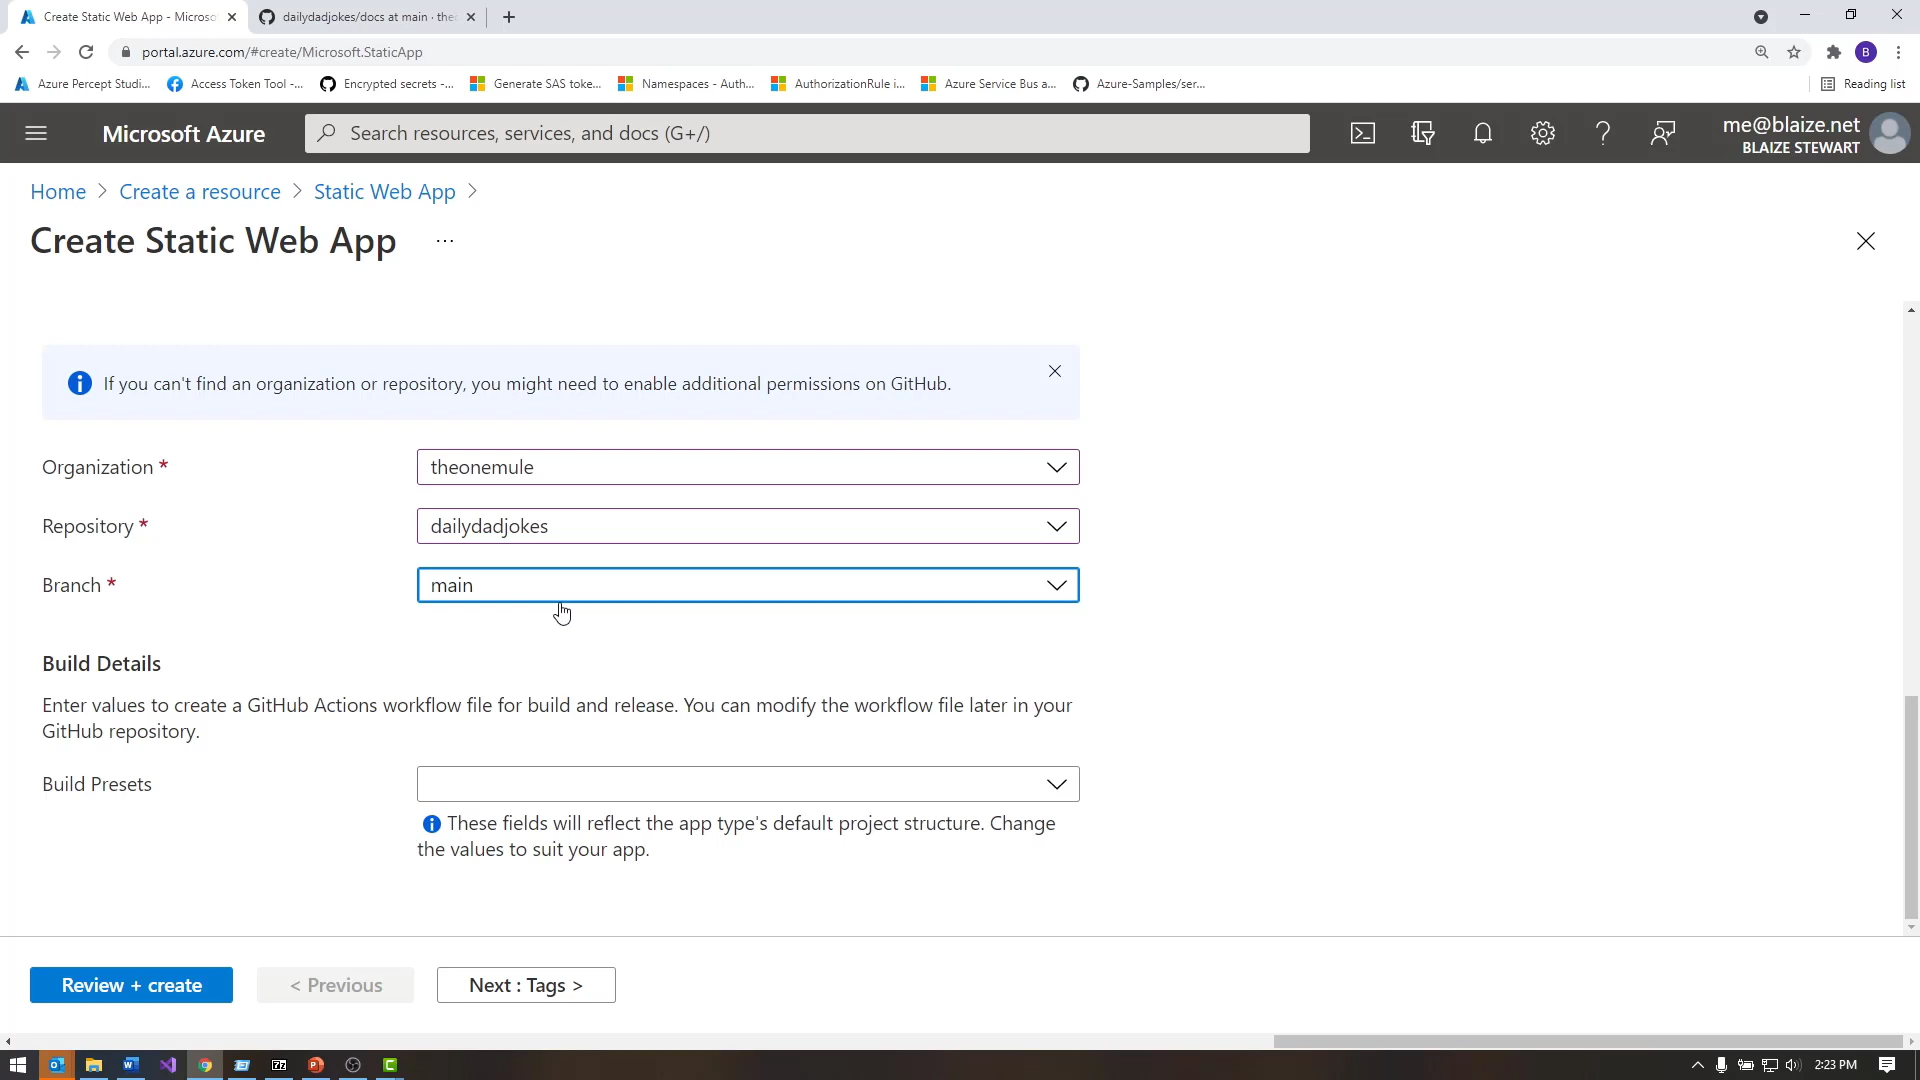 Create Static Web App - Microso
dailydadjokes/docs at main · the
portal.azure.com/#create/Microsoft.StaticApp
B
Azure Percept Studi...
Access Token Tool -...
Encrypted secrets -...
Generate SAS toke...
Namespaces - Auth...
AuthorizationRule i...
Azure Service Bus a...
Azure-Samples/ser...
Reading list
Microsoft Azure
Search resources, services, and docs (G+/)
me@blaize.net
BLAIZE STEWART
Home > Create a resource > Static Web App >
Create Static Web App ...
If you can't find an organization or repository, you might need to enable additional permissions on GitHub.
Organization *
theonemule
Repository *
dailydadjokes
Branch *
main
Build Details
Enter values to create a GitHub Actions workflow file for build and release. You can modify the workflow file later in your
GitHub repository.
Build Presets
These fields will reflect the app type's default project structure. Change
the values to suit your app.
Review + create
< Previous
Next : Tags >
2:23 PM